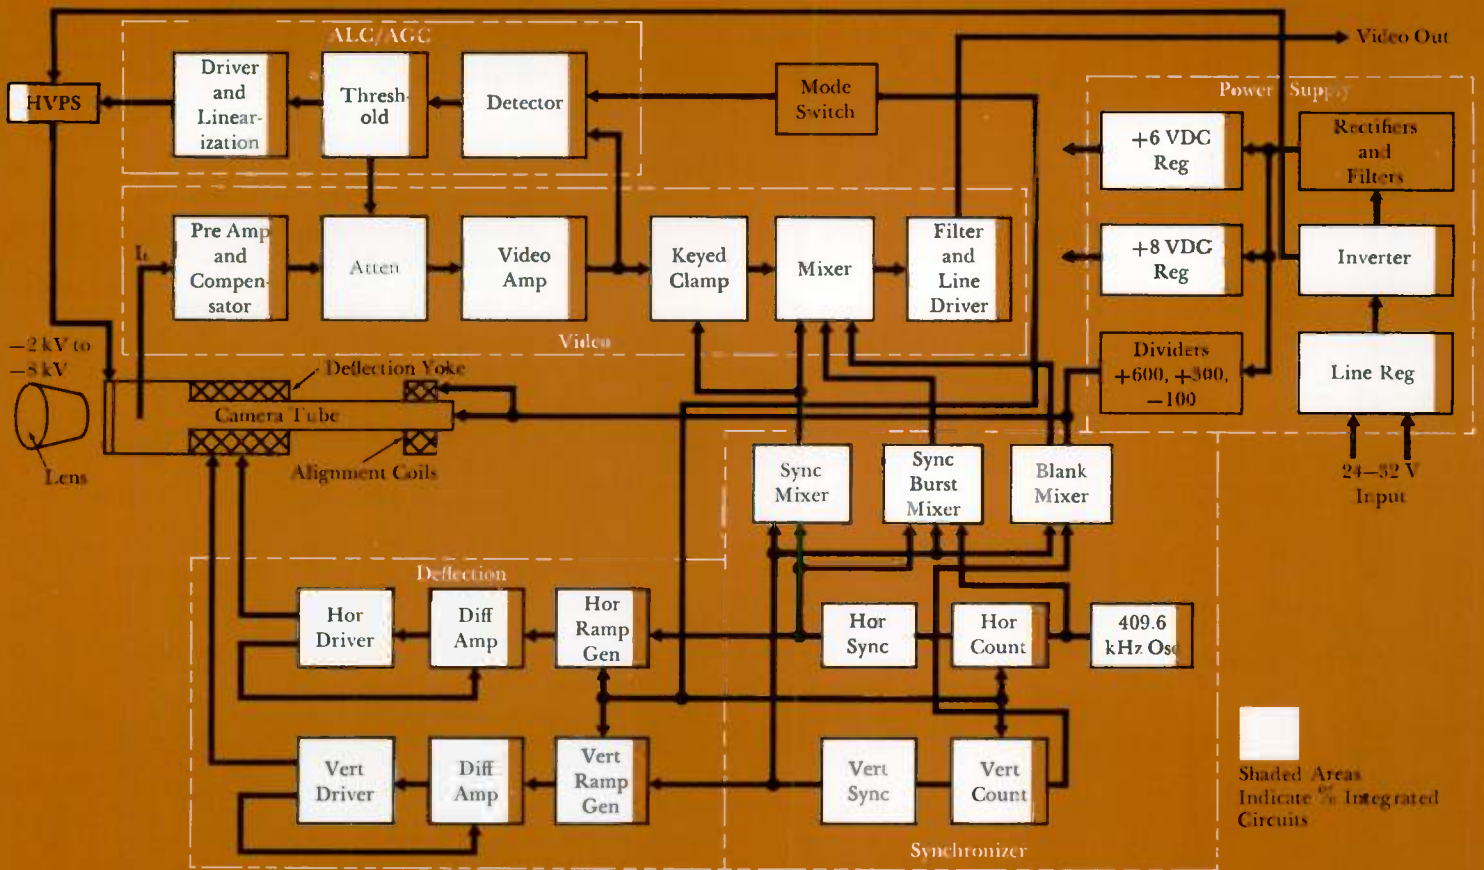 ALC/AGC
Video Out
HVPS
Driver
and
Linear-
ization
Thresh-
old
Detector
Mode
Switch
Power Supply
+6 VDC
Reg
Rectifiers
and
Filters
Pre Amp
and
Compen-
sator
Atten
Video
Amp
Keyed
Clamp
Mixer
Filter
and
Line
Driver
+8 VDC
Reg
Inverter
Video
−2 kV to
−8 kV
Deflection Yoke
Camera Tube
Alignment Coils
Lens
Dividers
+600, +300,
−100
Line Reg
24–32 V
Input
Sync
Mixer
Sync
Burst
Mixer
Blank
Mixer
Deflection
Hor
Driver
Diff
Amp
Hor
Ramp
Gen
Hor
Sync
Hor
Count
409.6
kHz Osc
Vert
Driver
Diff
Amp
Vert
Ramp
Gen
Vert
Sync
Vert
Count
Synchronizer
Shaded Areas
Indicate % Integrated
Circuits